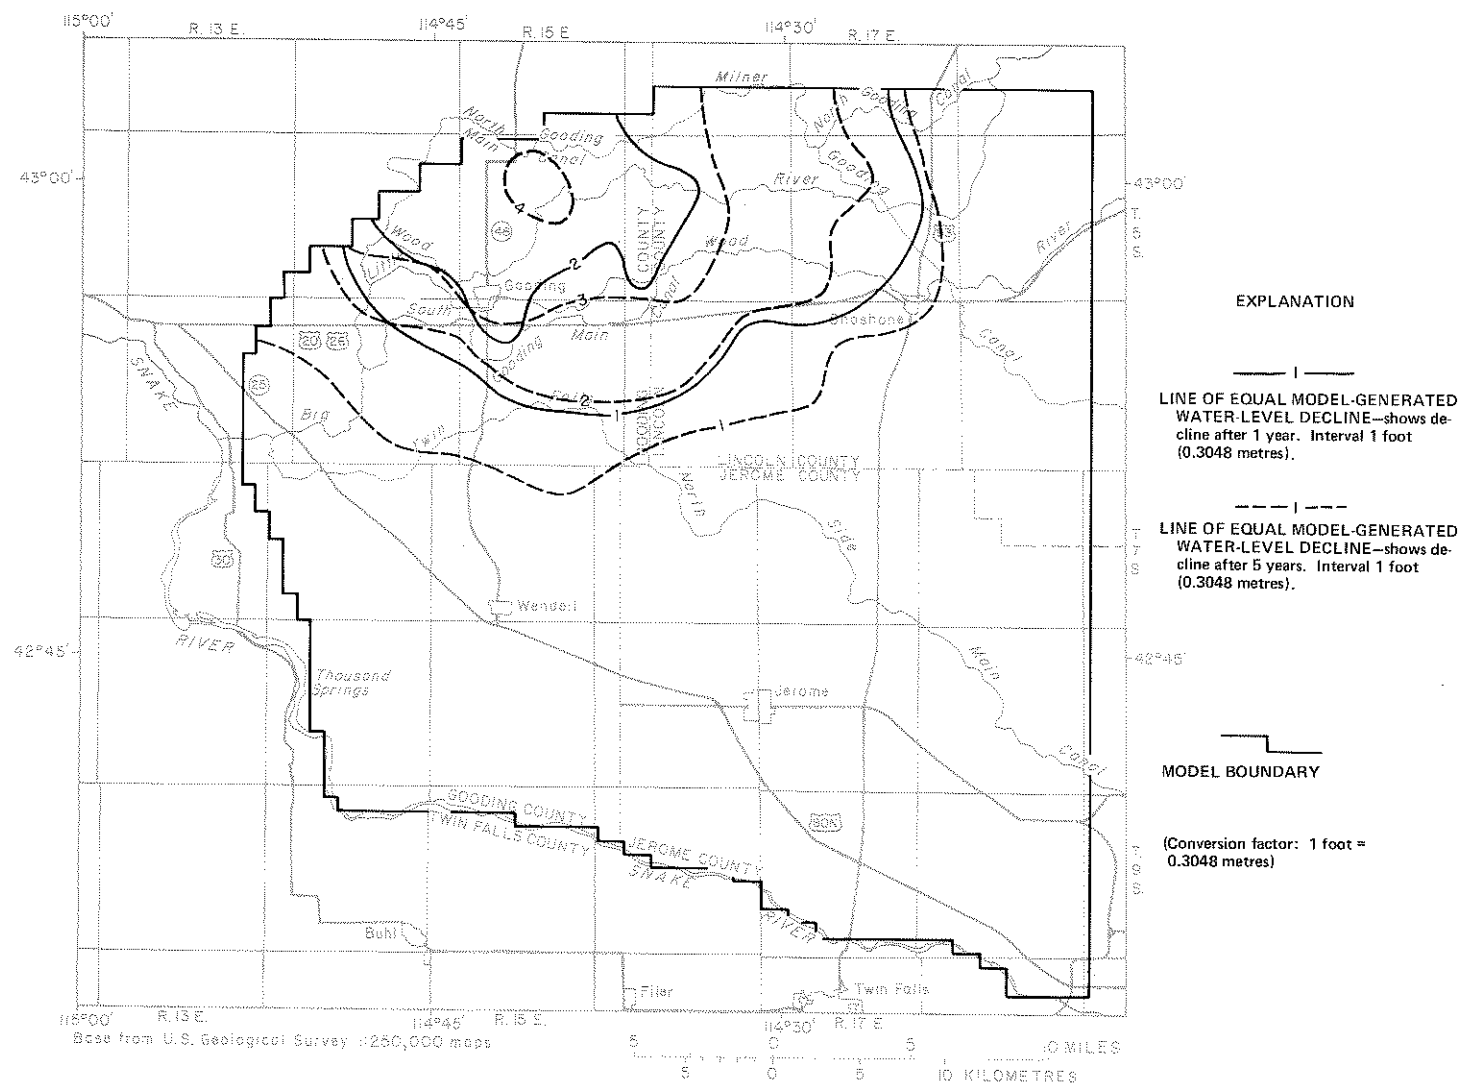 115°00'
R. 13 E.
114°45'
R. 15 E
114°30'
R. 17 E.
Milner
North
Gooding
Canal
North
Main
Gooding
Canal
43°00'
Gooding
River
43°00'
T. 5 S.
4
COUNTY
COUNTY
46
Wood
Little
Wood
River
2
Gooding
3
Canal
South
Main
Shoshone
20
26
Gooding
Canal
SNAKE
25
2
1
Big
Twin
GOODING
LINCOLN
1
LINCOLN COUNTY
JEROME COUNTY
North
Side
T. 7 S
30
Wendell
RIVER
42°45'
Main
42°45'
Thousand
Springs
Jerome
Canal
GOODING COUNTY
TWIN FALLS COUNTY
JEROME COUNTY
SNAKE
T. 9 S.
RIVER
Buhl
Filer
Twin Falls
115°00'
R. 13 E.
114°45'
R. 15 E.
114°30'
R. 17 E.
Base from U.S. Geological Survey 1:250,000 maps
5
0
5
10 MILES
5
0
5
10 KILOMETRES
EXPLANATION
1
LINE OF EQUAL MODEL-GENERATED
WATER-LEVEL DECLINE—shows de-
cline after 1 year. Interval 1 foot
(0.3048 metres).
1
LINE OF EQUAL MODEL-GENERATED
WATER-LEVEL DECLINE—shows de-
cline after 5 years. Interval 1 foot
(0.3048 metres).
MODEL BOUNDARY
(Conversion factor: 1 foot =
0.3048 metres)